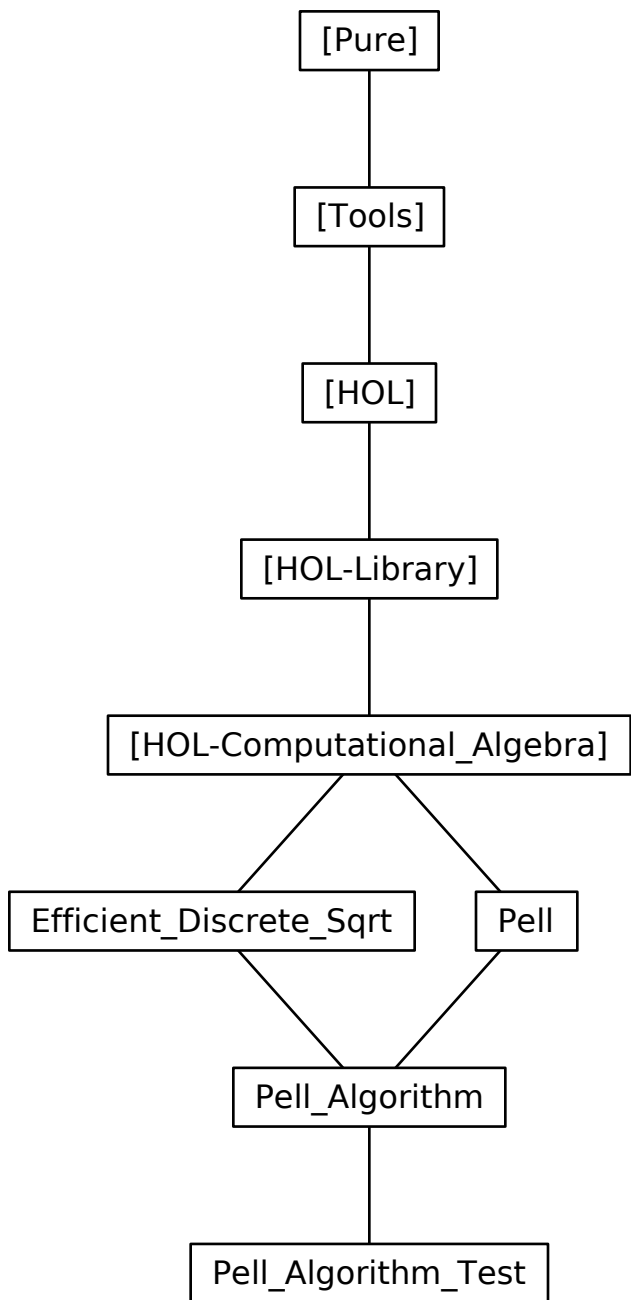 [Pure]
[Tools]
[HOL]
[HOL-Library]
[HOL-Computational_Algebra]
Efficient_Discrete_Sqrt
Pell
Pell_Algorithm
Pell_Algorithm_Test